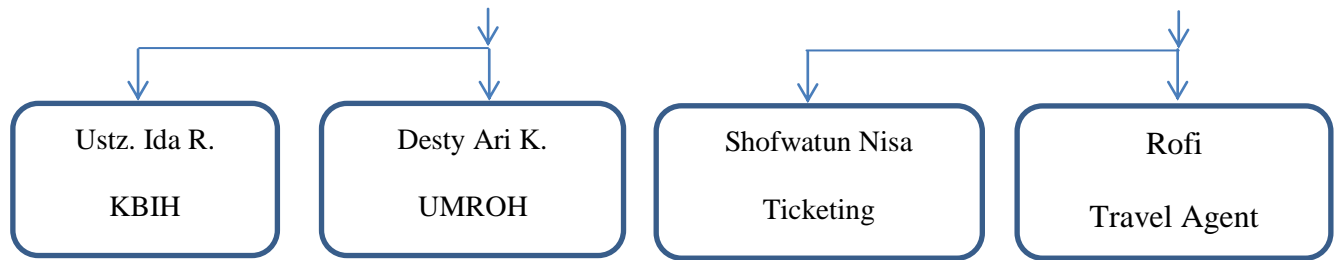 Ustz. Ida R.
KBIH
Desty Ari K.
UMROH
Shofwatun Nisa
Ticketing
Rofi
Travel Agent